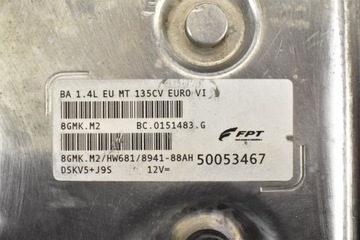 BA 1.4L EU MT 135CV EURO VI
8GMK.M2 BC.0151483.G
FPT
8GMK.M2/HW681/8941-88AH 50053467
DSKV5+J9S 12V=